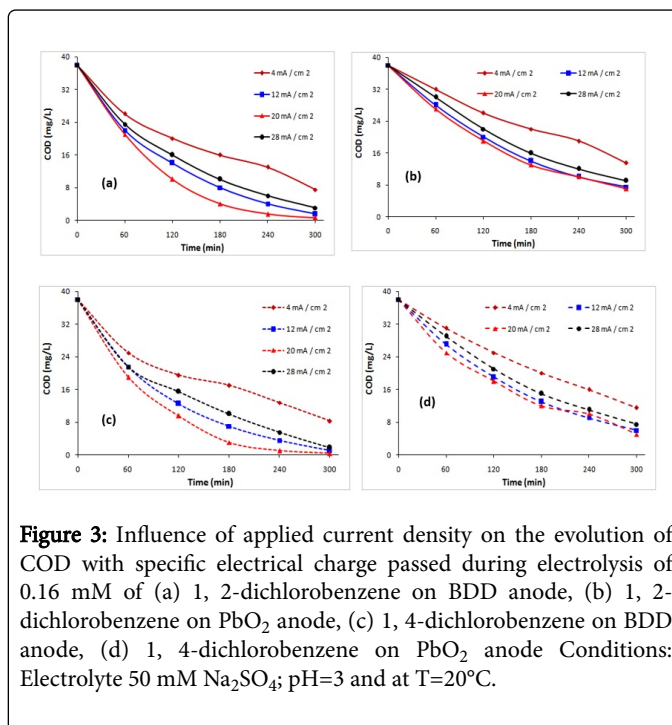 40
32
24
16
8
0
COD (mg/L)
0 60 120 180 240 300
Time (min)
4 mA / cm 2
12 mA / cm 2
20 mA / cm 2
28 mA / cm 2
(a)
40
32
24
16
8
0
COD (mg/L)
0 60 120 180 240 300
Time (min)
4 mA / cm 2
12 mA / cm 2
20 mA / cm 2
28 mA / cm 2
(b)
40
32
24
16
8
0
COD (mg/L)
0 60 120 180 240 300
Time (min)
4 mA / cm 2
12 mA / cm 2
20 mA / cm 2
28 mA / cm 2
(c)
40
32
24
16
8
0
COD (mg/L)
0 60 120 180 240 300
Time (min)
4 mA / cm 2
12 mA / cm 2
20 mA / cm 2
28 mA / cm 2
(d)
Figure 3: Influence of applied current density on the evolution of
COD with specific electrical charge passed during electrolysis of
0.16 mM of (a) 1, 2-dichlorobenzene on BDD anode, (b) 1, 2-
dichlorobenzene on PbO₂ anode, (c) 1, 4-dichlorobenzene on BDD
anode, (d) 1, 4-dichlorobenzene on PbO₂ anode Conditions:
Electrolyte 50 mM Na₂SO₄; pH=3 and at T=20°C.